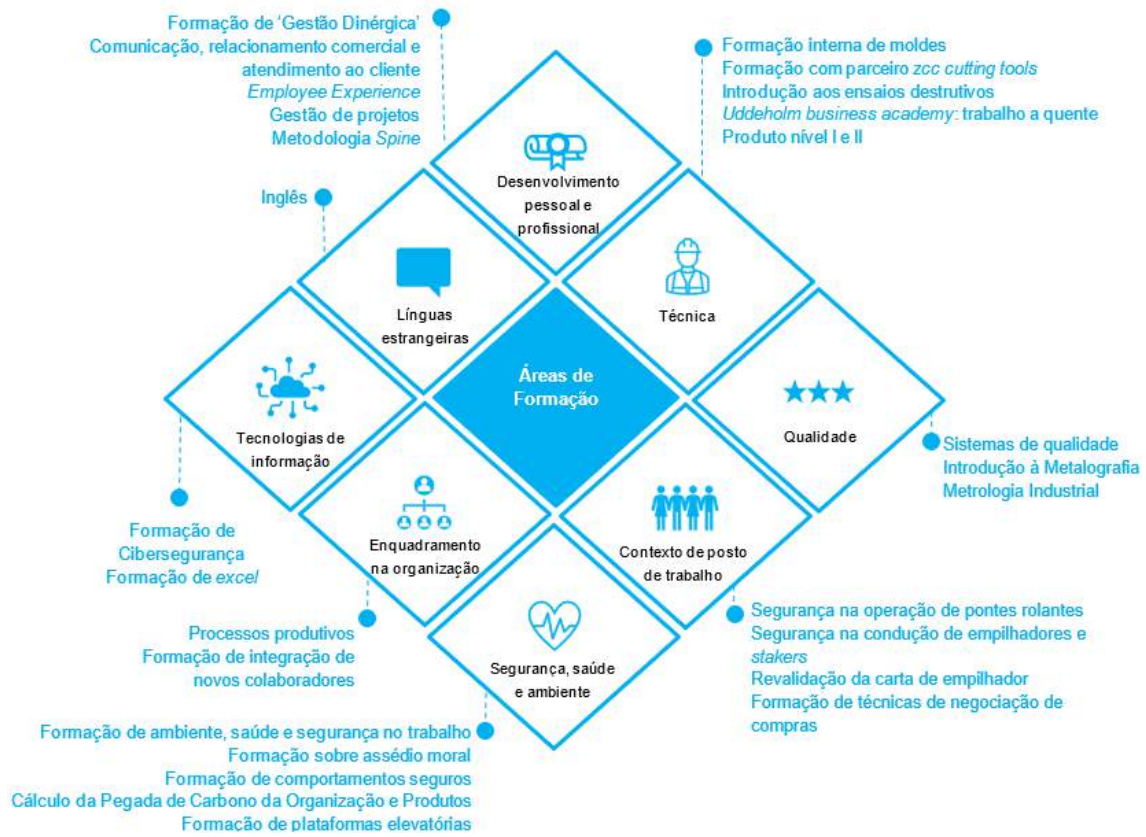 Formação de ‘Gestão Dinérgica’
Comunicação, relacionamento comercial e
atendimento ao cliente
Employee Experience
Gestão de projetos
Metodologia Spine
Formação interna de moldes
Formação com parceiro zcc cutting tools
Introdução aos ensaios destrutivos
Uddeholm business academy: trabalho a quente
Produto nível I e II
Desenvolvimento
pessoal e
profissional
Inglês
Línguas
estrangeiras
Técnica
Áreas de
Formação
Tecnologias de
informação
Qualidade
Sistemas de qualidade
Introdução à Metalografia
Metrologia Industrial
Formação de
Cibersegurança
Formação de excel
Enquadramento
na organização
Contexto de posto
de trabalho
Processos produtivos
Formação de integração de
novos colaboradores
Segurança na operação de pontes rolantes
Segurança na condução de empilhadores e
stakers
Revalidação da carta de empilhador
Formação de técnicas de negociação de
compras
Segurança, saúde
e ambiente
Formação de ambiente, saúde e segurança no trabalho
Formação sobre assédio moral
Formação de comportamentos seguros
Cálculo da Pegada de Carbono da Organização e Produtos
Formação de plataformas elevatórias